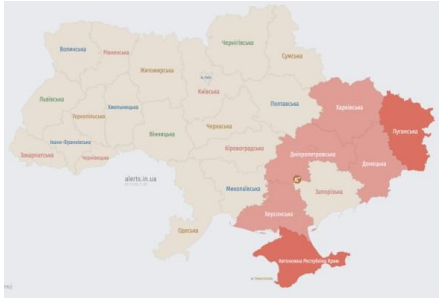 Чернігівська
Волинська
Рівненська
Сумська
Житомирська
м. Київ
Київська
Львівська
Харківська
Полтавська
Тернопільська
Хмельницька
Черкаська
Луганська
Вінницька
Івано-Франківська
Кіровоградська
Дніпропетровська
Закарпатська
Чернівецька
Донецька
alerts.in.ua
Миколаївська
Запорізька
Херсонська
Одеська
Автономна Республіка Крим